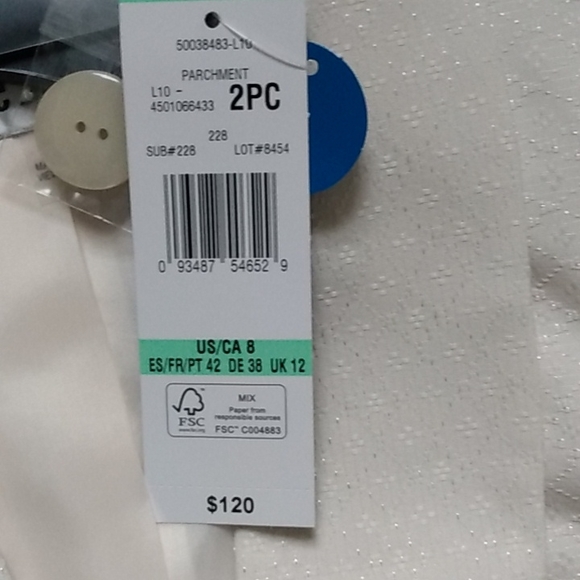 50038483-L10
PARCHMENT
L10 -
4501066433
2PC
228
SUB#228 LOT#8454
0 93487 54652 9
US/CA 8
ES/FR/PT 42 DE 38 UK 12
FSC
MIX
Paper from
responsible sources
FSC™ C004883
$120